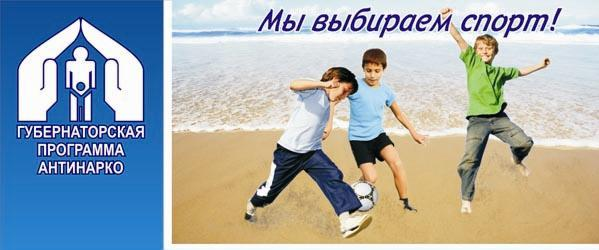 Мы выбираем спорт!
ГУБЕРНАТОРСКАЯ
ПРОГРАММА
АНТИНАРКО